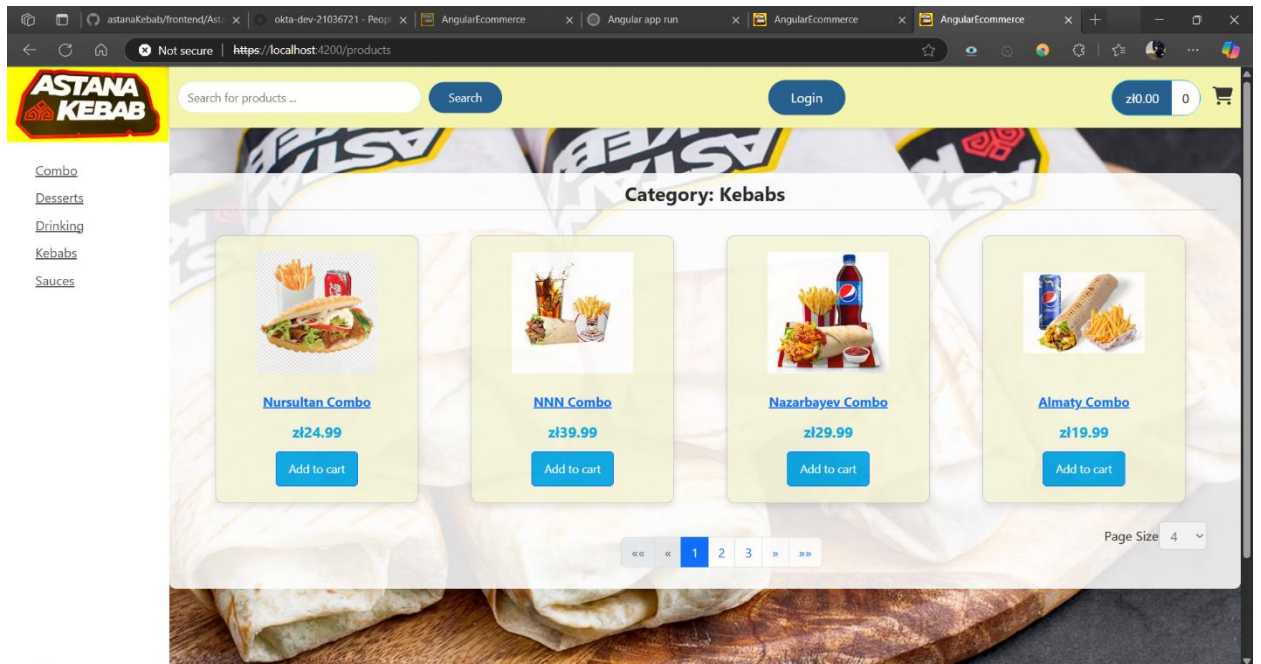 astanaKebab/frontend/Asta
okta-dev-21036721 - Peopl
AngularEcommerce
Angular app run
AngularEcommerce
AngularEcommerce
Not secure | https://localhost:4200/products
ASTANA
KEBAB
Search for products ...
Search
Login
zł0.00 0
Combo
Desserts
Drinking
Kebabs
Sauces
Category: Kebabs
Nursultan Combo
NNN Combo
Nazarbayev Combo
Almaty Combo
zł24.99
zł39.99
zł29.99
zł19.99
Add to cart
Add to cart
Add to cart
Add to cart
Page Size 4
«« « 1 2 3 » »»